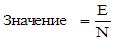 Значение = E/N